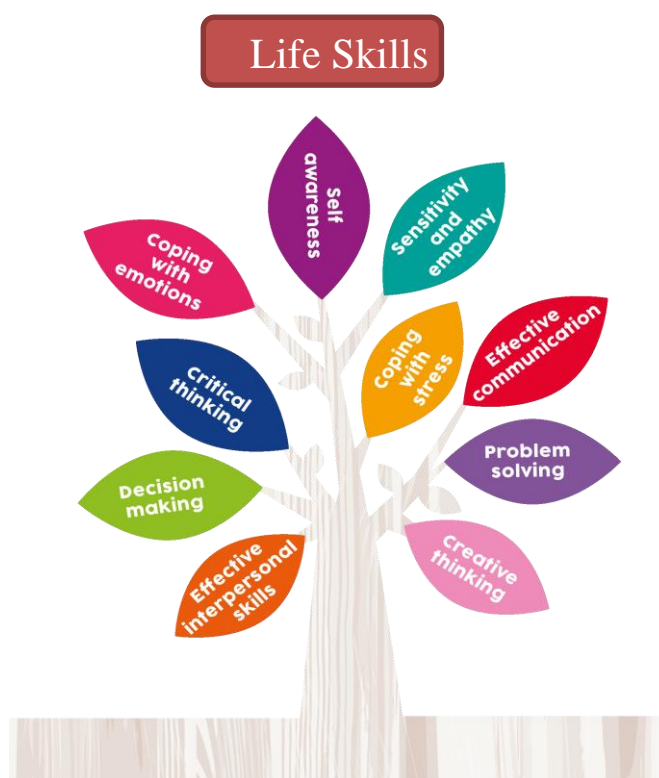 Life Skills
Self
awareness
Sensitivity
and
empathy
Coping
with
emotions
Coping
with
stress
Effective
communication
Critical
thinking
Problem
solving
Decision
making
Effective
interpersonal
skills
Creative
thinking